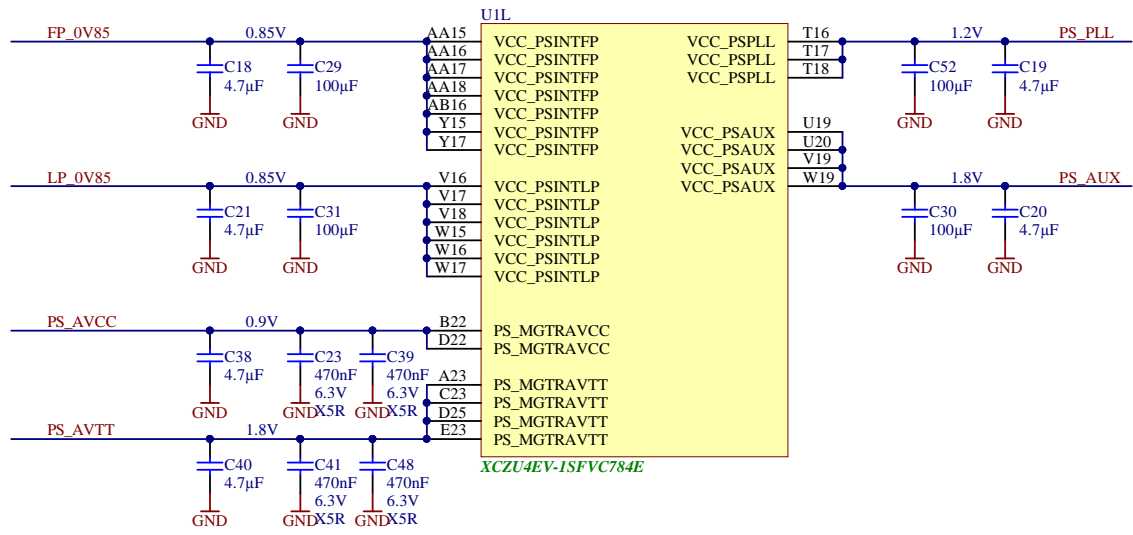 U1L
FP_0V85 0.85V
C18 4.7µF GND
C29 100µF GND
AA15 VCC_PSINTFP
AA16 VCC_PSINTFP
AA17 VCC_PSINTFP
AA18 VCC_PSINTFP
AB16 VCC_PSINTFP
Y15 VCC_PSINTFP
Y17 VCC_PSINTFP
LP_0V85 0.85V
C21 4.7µF GND
C31 100µF GND
V16 VCC_PSINTLP
V17 VCC_PSINTLP
V18 VCC_PSINTLP
W15 VCC_PSINTLP
W16 VCC_PSINTLP
W17 VCC_PSINTLP
PS_AVCC 0.9V
C38 4.7µF GND
C23 470nF 6.3V X5R GND
C39 470nF 6.3V X5R GND
B22 PS_MGTRAVCC
D22 PS_MGTRAVCC
A23 PS_MGTRAVTT
C23 PS_MGTRAVTT
D25 PS_MGTRAVTT
E23 PS_MGTRAVTT
PS_AVTT 1.8V
C40 4.7µF GND
C41 470nF 6.3V X5R GND
C48 470nF 6.3V X5R GND
VCC_PSPLL T16
VCC_PSPLL T17
VCC_PSPLL T18
1.2V PS_PLL
C52 100µF GND
C19 4.7µF GND
VCC_PSAUX U19
VCC_PSAUX U20
VCC_PSAUX V19
VCC_PSAUX W19
1.8V PS_AUX
C30 100µF GND
C20 4.7µF GND
XCZU4EV-1SFVC784E